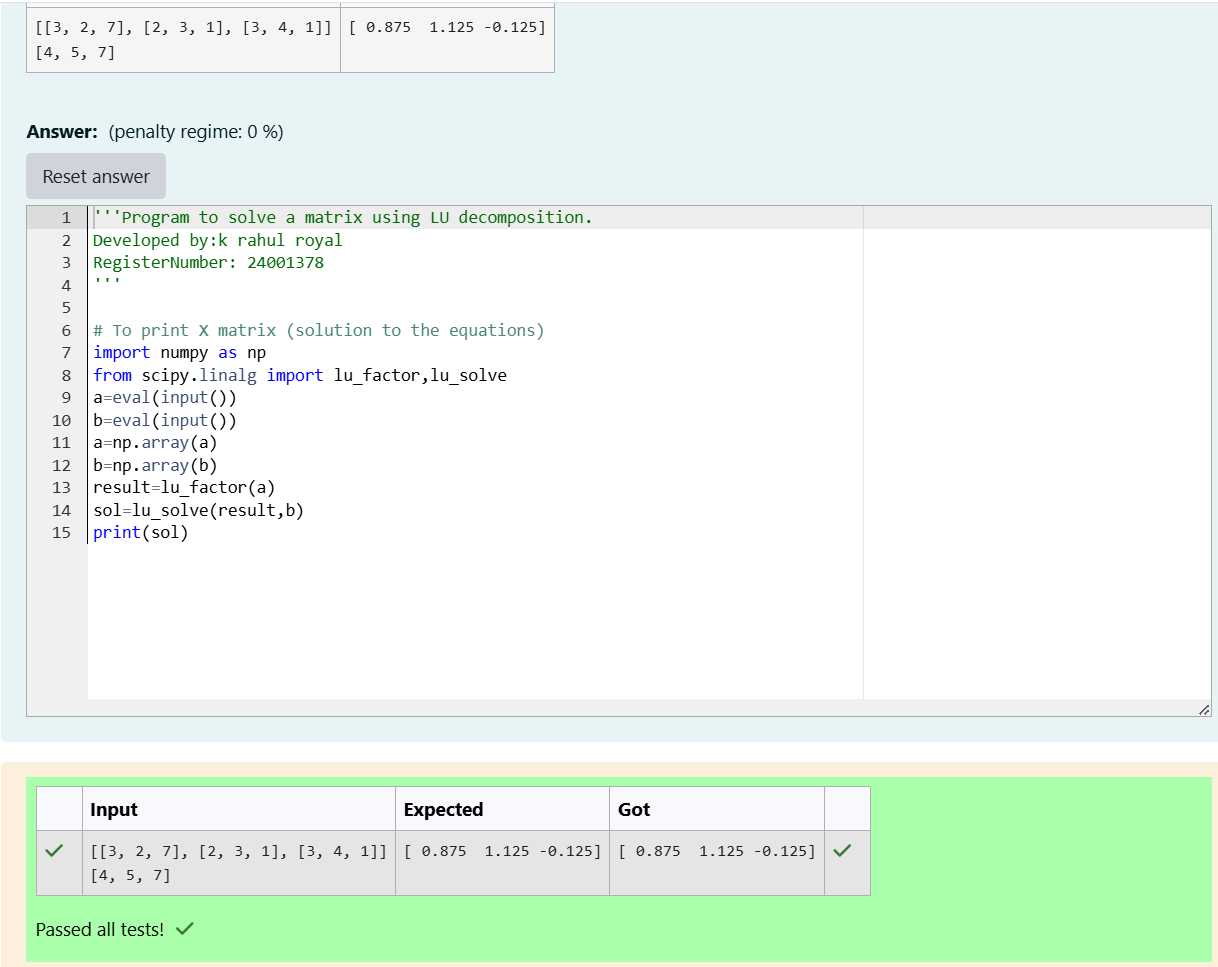 [[3, 2, 7], [2, 3, 1], [3, 4, 1]] [ 0.875  1.125 -0.125]
[4, 5, 7]
Answer: (penalty regime: 0 %)
Reset answer
1 '''Program to solve a matrix using LU decomposition.
2 Developed by:k rahul royal
3 RegisterNumber: 24001378
4 '''
5
6 # To print X matrix (solution to the equations)
7 import numpy as np
8 from scipy.linalg import lu_factor,lu_solve
9 a=eval(input())
10 b=eval(input())
11 a=np.array(a)
12 b=np.array(b)
13 result=lu_factor(a)
14 sol=lu_solve(result,b)
15 print(sol)
Input Expected Got
[[3, 2, 7], [2, 3, 1], [3, 4, 1]] [ 0.875  1.125 -0.125] [ 0.875  1.125 -0.125]
[4, 5, 7]
Passed all tests!